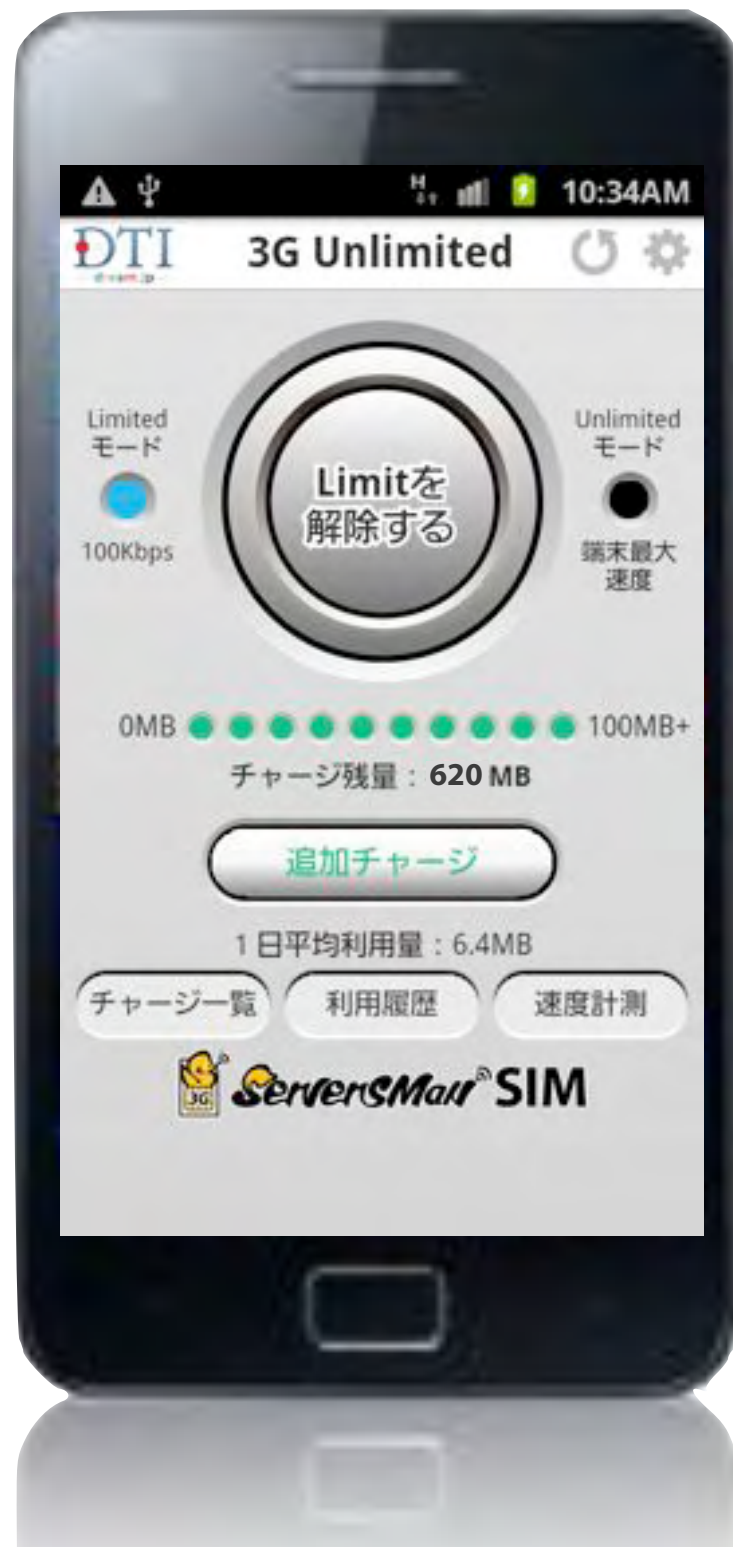 H
10:34AM
DTI
dream.jp
3G Unlimited
Limited
モード
100Kbps
Limitを
解除する
Unlimited
モード
端末最大
速度
0MB
100MB+
チャージ残量：620 MB
追加チャージ
1日平均利用量：6.4MB
チャージ一覧
利用履歴
速度計測
3G
ServersMan SIM